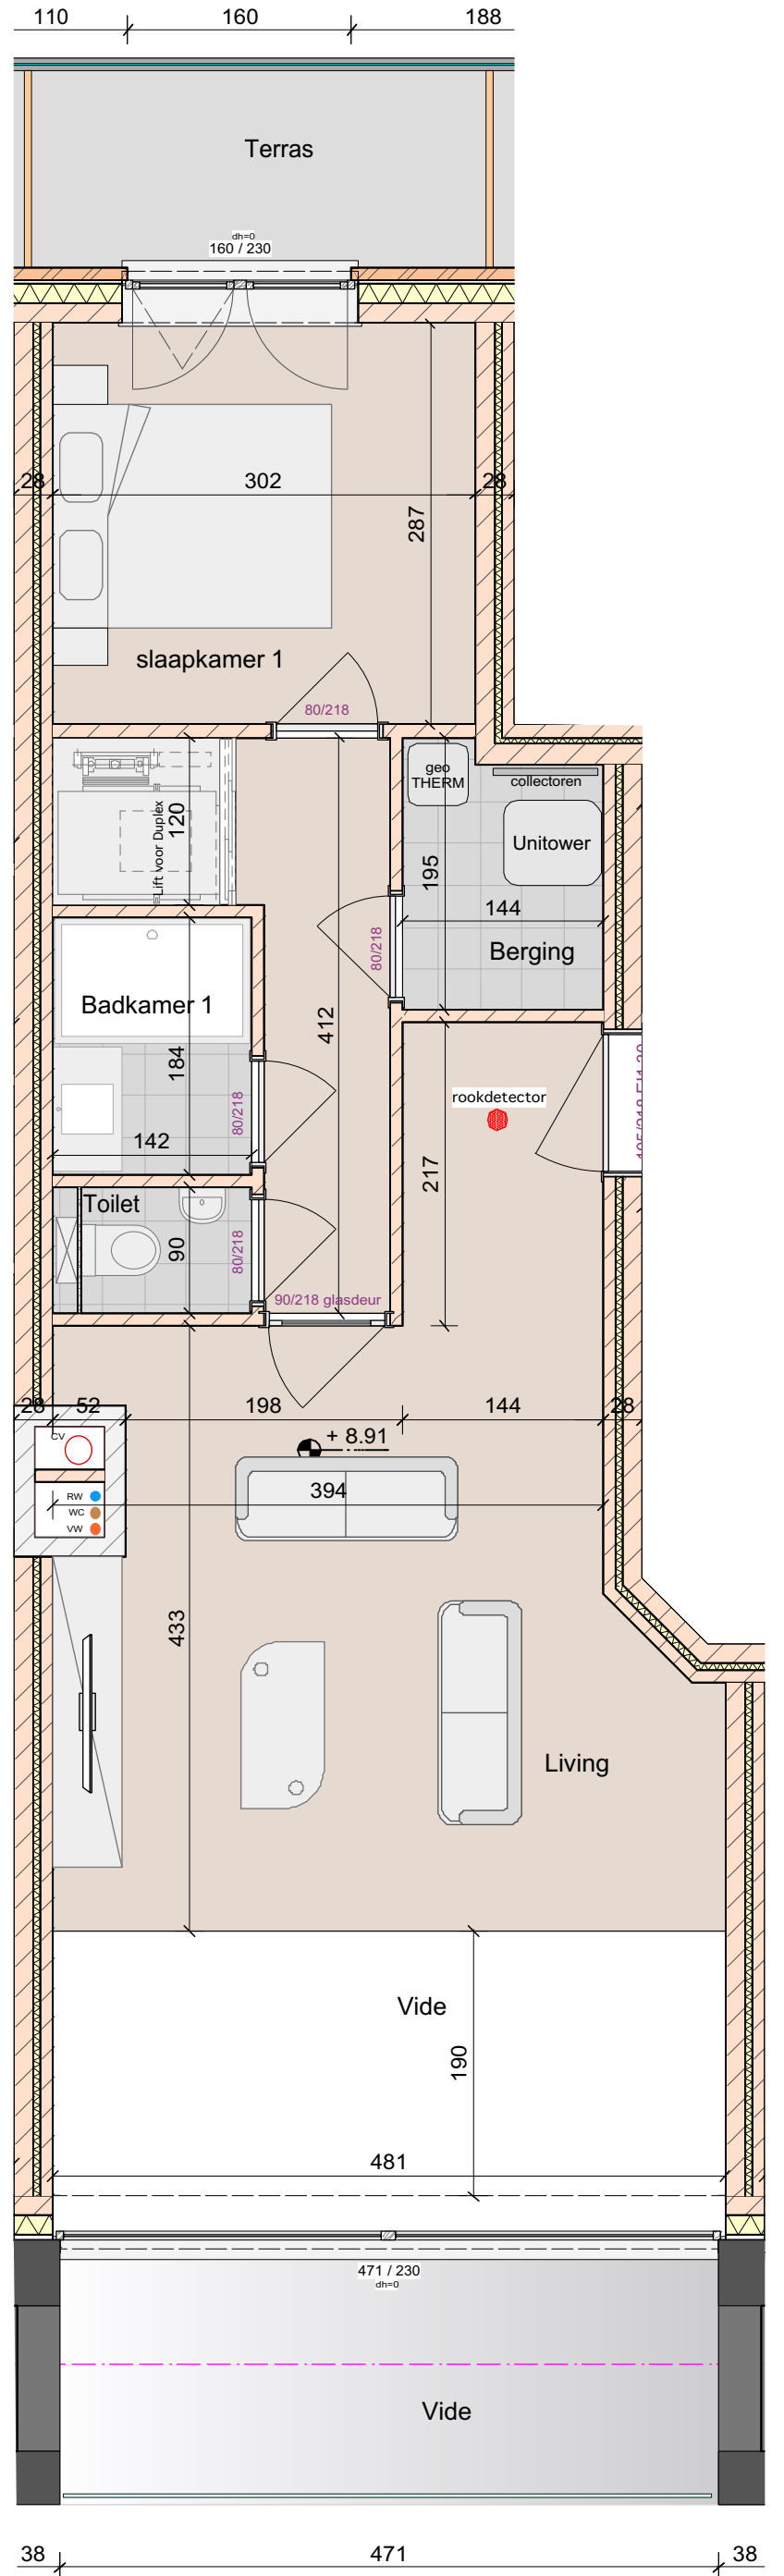 110 160 188
Terras
dh=0
160 / 230
28 302 28
287
slaapkamer 1
80/218
geo
THERM
collectoren
Lift voor Duplex
120
Unitower
195
144
80/218
Berging
Badkamer 1
412
184
80/218
142
rookdetector
217
Toilet
90
80/218
90/218 glasdeur
28 52 198 144 28
CV
+ 8.91
RW
WC
VW
394
433
Living
Vide
190
481
471 / 230
dh=0
Vide
38 471 38